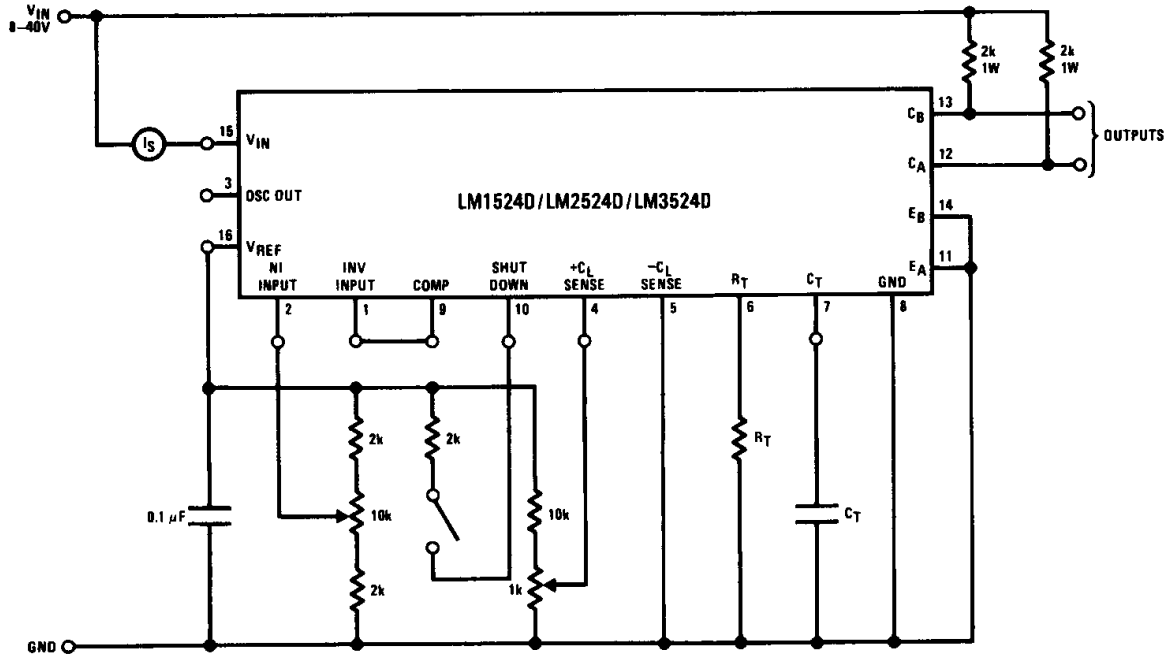 VIN
8–40V
2k
1W
2k
1W
13
CB
OUTPUTS
15
VIN
IS
12
CA
3
OSC OUT
LM1524D/LM2524D/LM3524D
14
EB
16
VREF
11
EA
NI
INPUT
INV
INPUT
COMP
SHUT
DOWN
+CL
SENSE
−CL
SENSE
RT
CT
GND
2
1
9
10
4
5
6
7
8
2k
2k
RT
0.1 μF
10k
10k
CT
2k
1k
GND